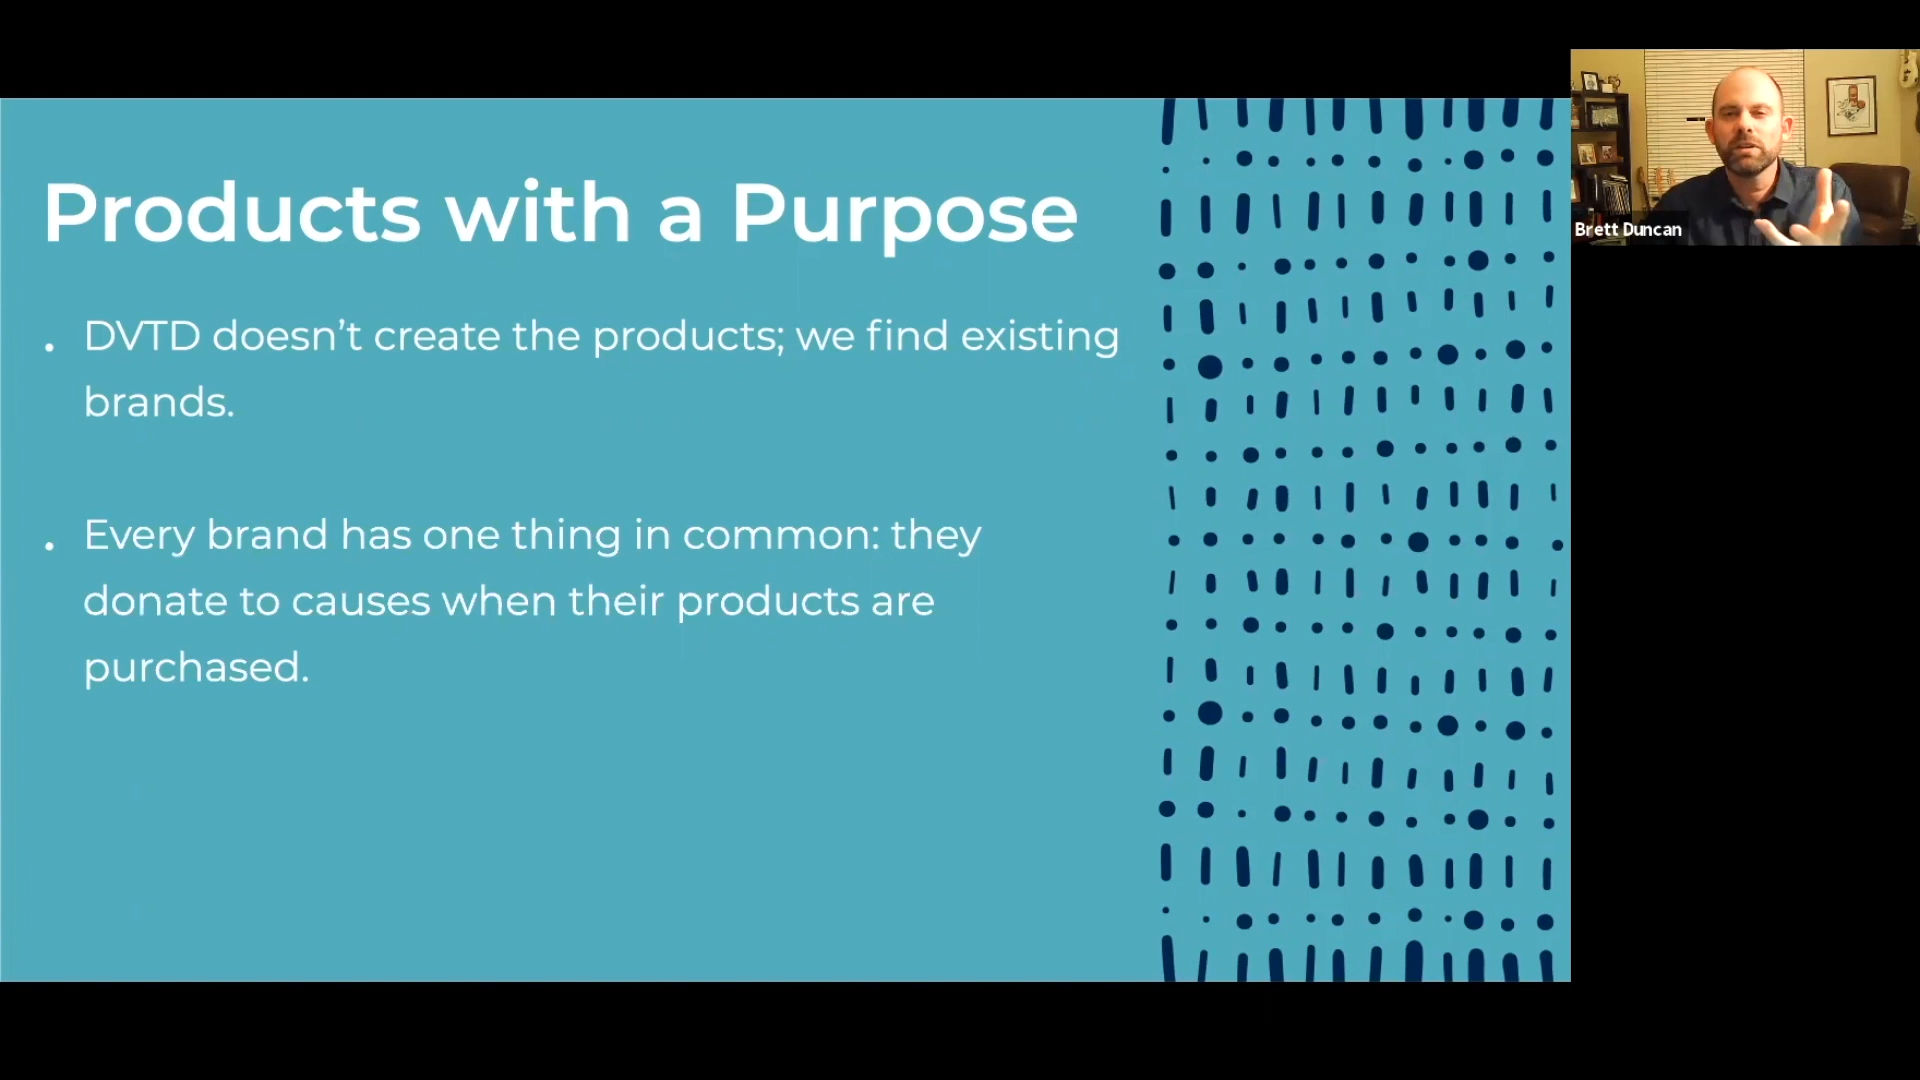 Products with a Purpose
. DVTD doesn’t create the products; we find existing
brands.
. Every brand has one thing in common: they
donate to causes when their products are
purchased.
Brett Duncan